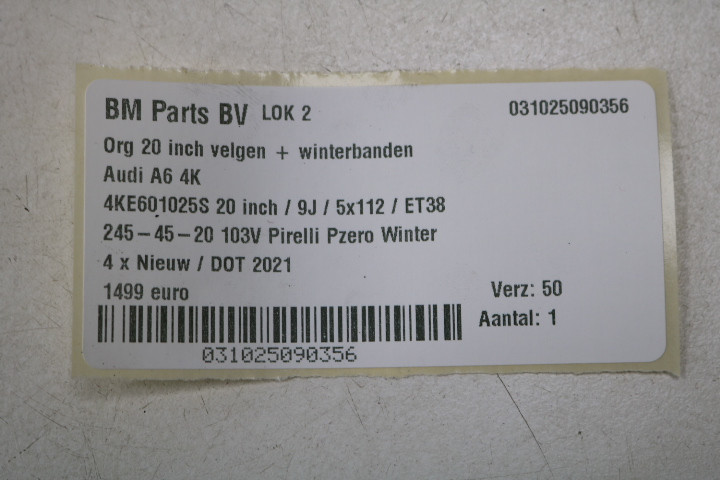 BM Parts BV LOK 2 031025090356
Org 20 inch velgen + winterbanden
Audi A6 4K
4KE601025S 20 inch / 9J / 5x112 / ET38
245-45-20 103V Pirelli Pzero Winter
4 x Nieuw / DOT 2021
1499 euro Verz: 50
Aantal: 1
031025090356